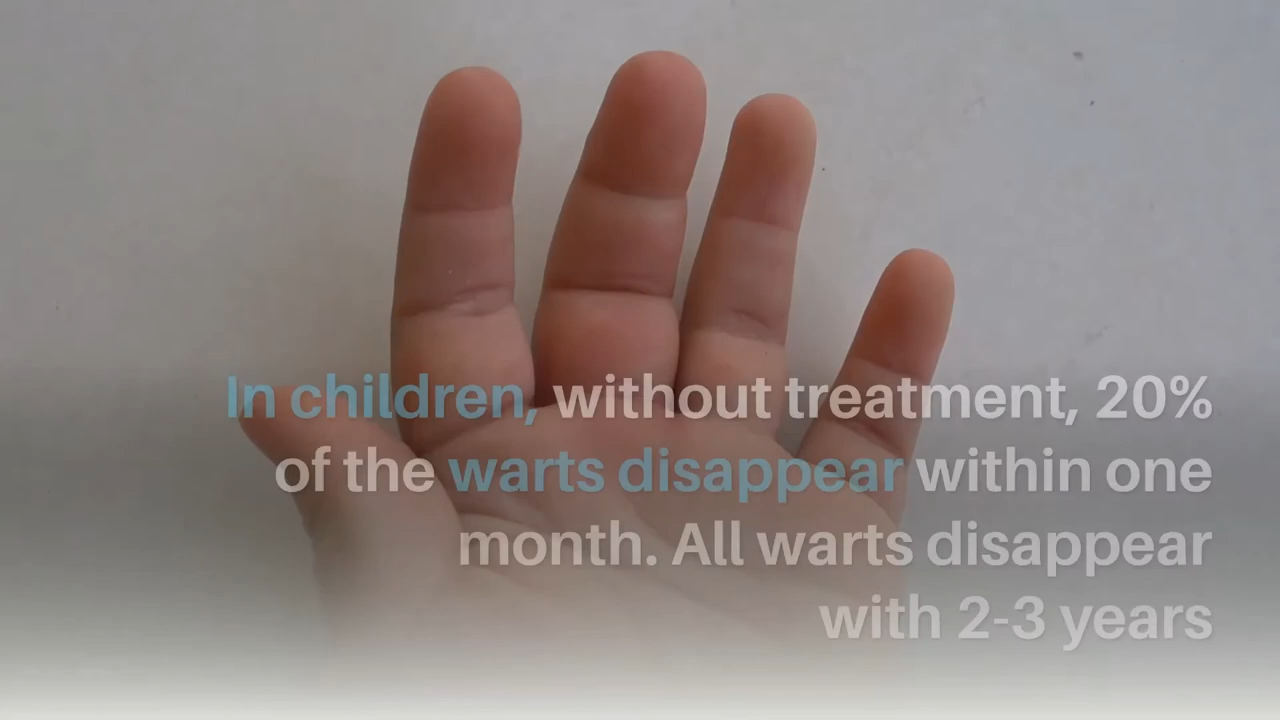 In children, without treatment, 20%
of the warts disappear within one
month. All warts disappear
with 2-3 years